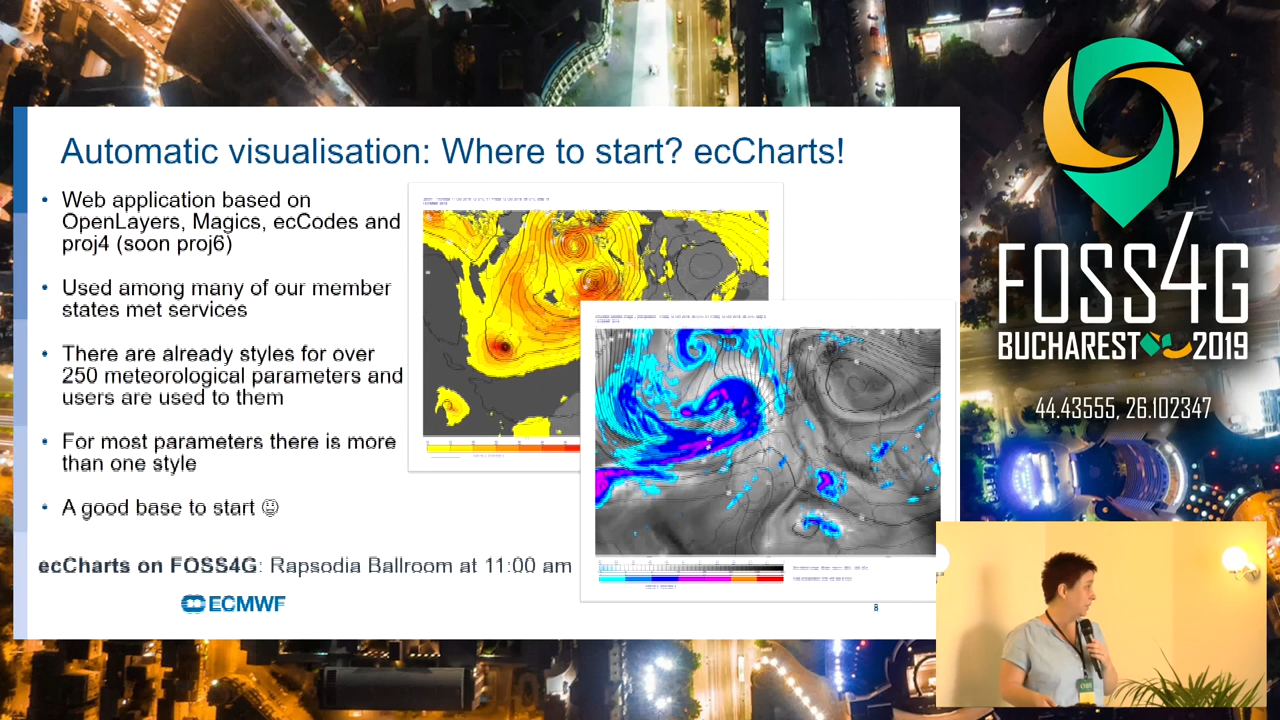 Automatic visualisation: Where to start? ecCharts!
• Web application based on
OpenLayers, Magics, ecCodes and
proj4 (soon proj6)
• Used among many of our member
states met services
• There are already styles for over
250 meteorological parameters and
users are used to them
• For most parameters there is more
than one style
• A good base to start 😃
ecCharts on FOSS4G: Rapsodia Ballroom at 11:00 am
ECMWF
8
FOSS4G
BUCHAREST 2019
44.43555, 26.102347